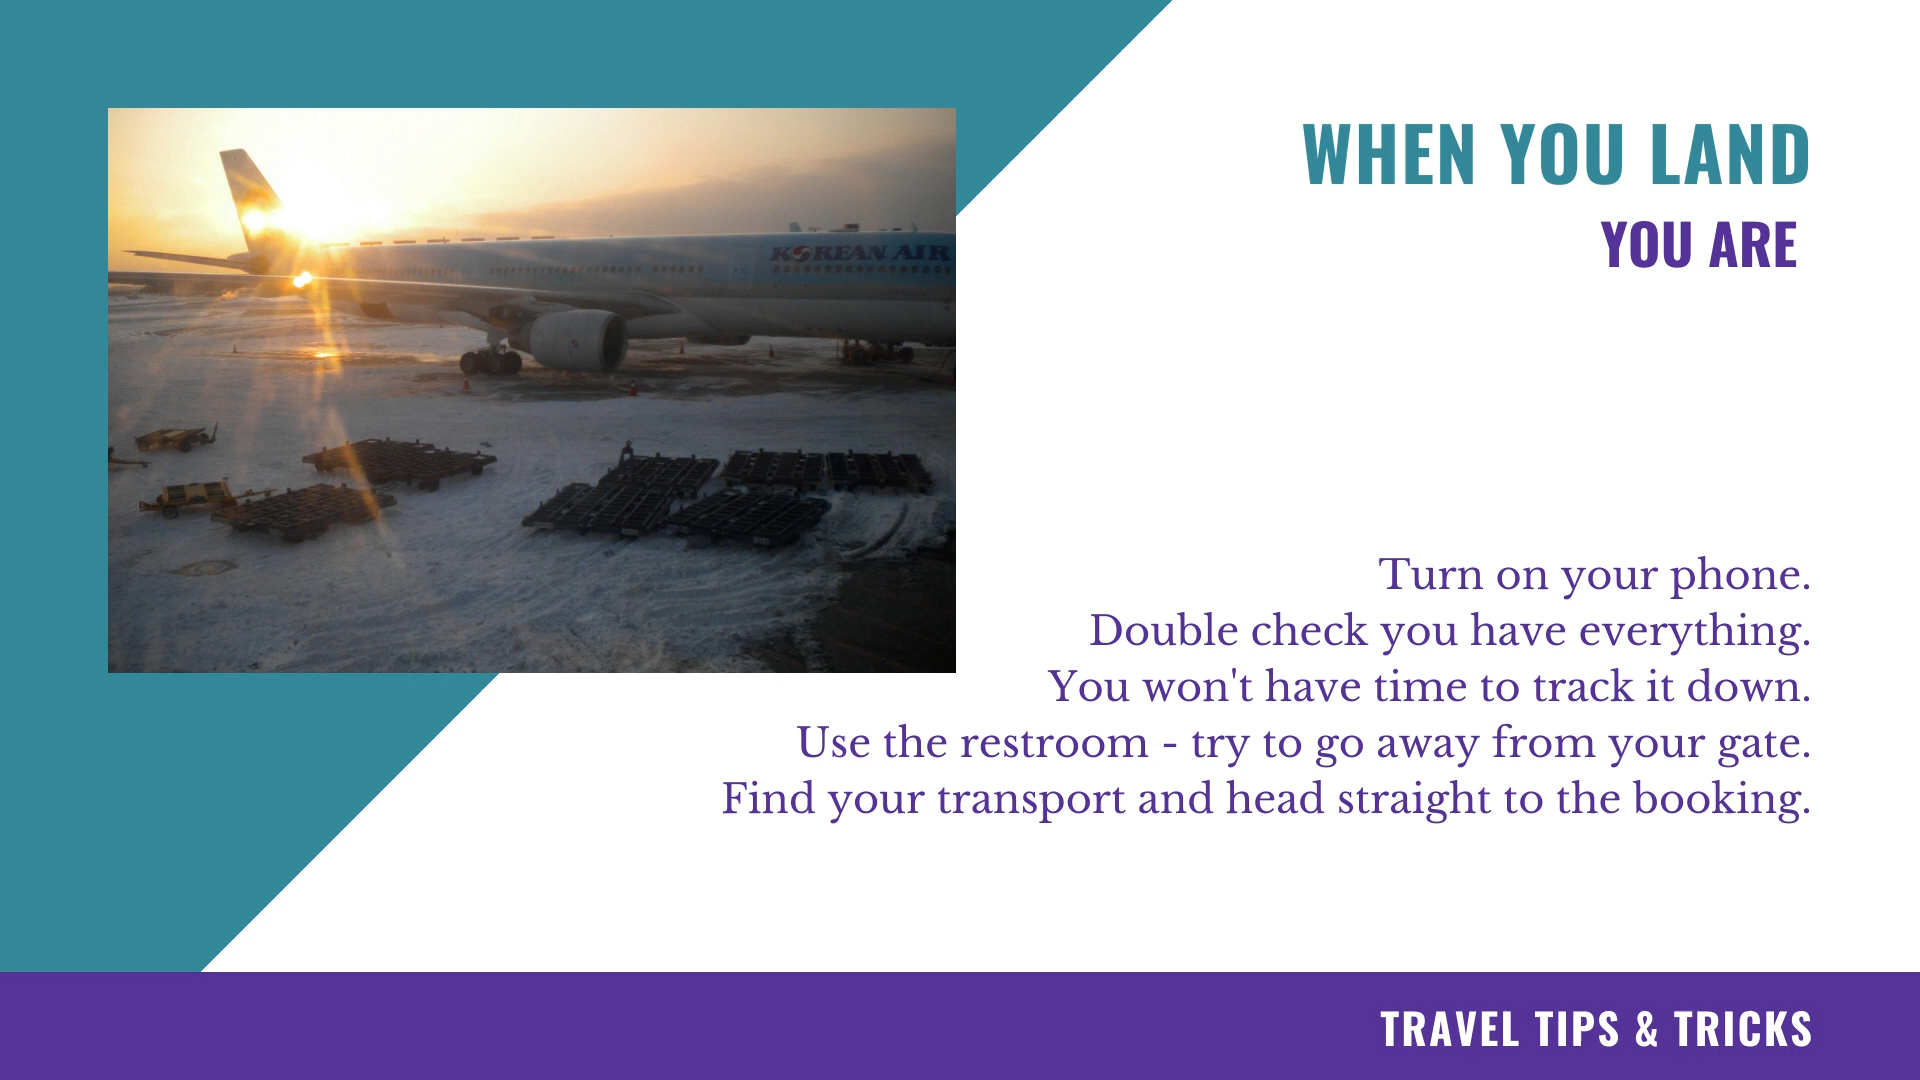 WHEN YOU LAND
YOU ARE
KOREAN AIR
Turn on your phone.
Double check you have everything.
You won't have time to track it down.
Use the restroom - try to go away from your gate.
Find your transport and head straight to the booking.
TRAVEL TIPS & TRICKS